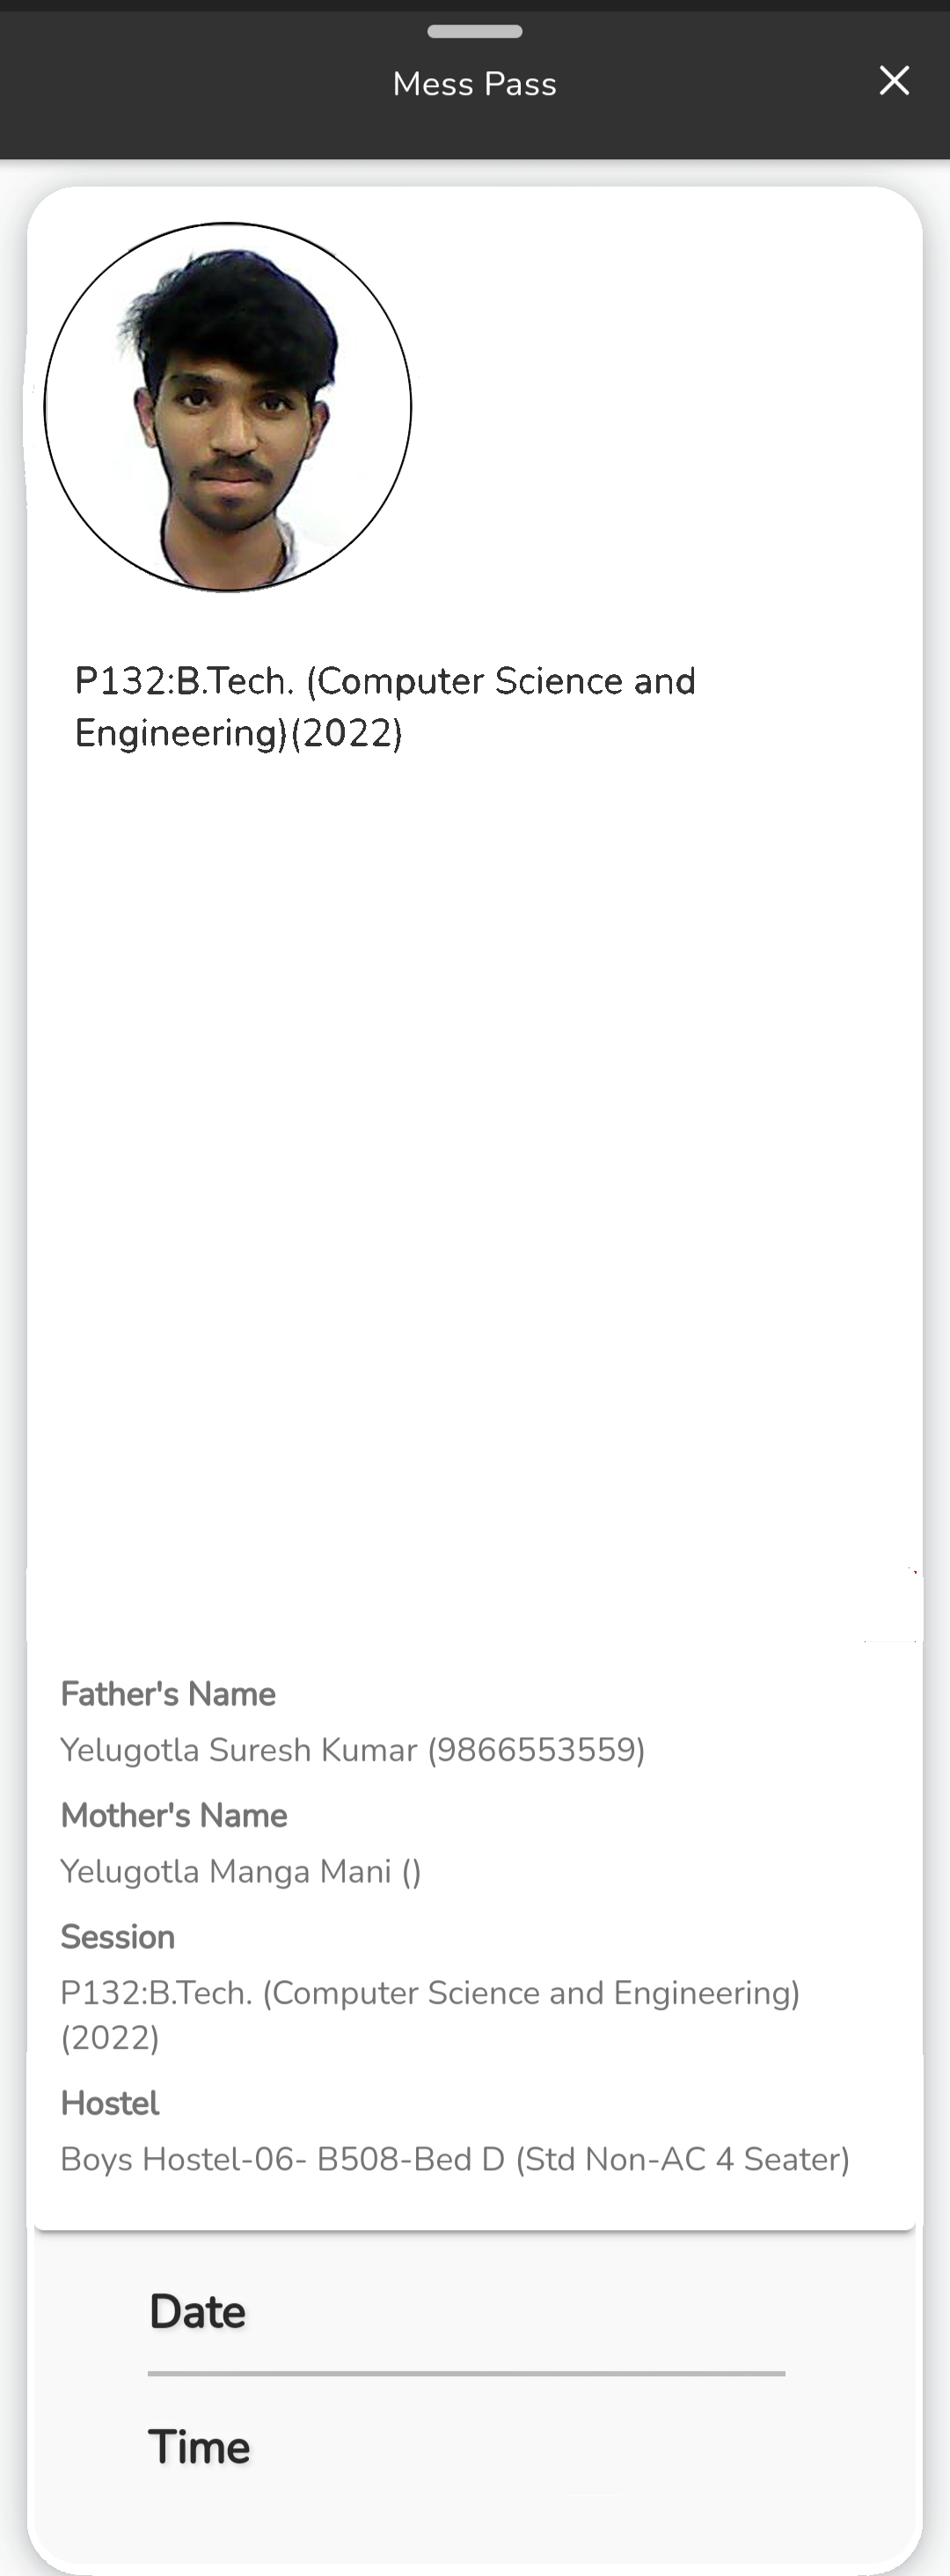 Mess Pass
P132:B.Tech. (Computer Science and
Engineering)(2022)
Father's Name
Yelugotla Suresh Kumar (9866553559)
Mother's Name
Yelugotla Manga Mani ()
Session
P132:B.Tech. (Computer Science and Engineering)
(2022)
Hostel
Boys Hostel-06- B508-Bed D (Std Non-AC 4 Seater)
Date
Time